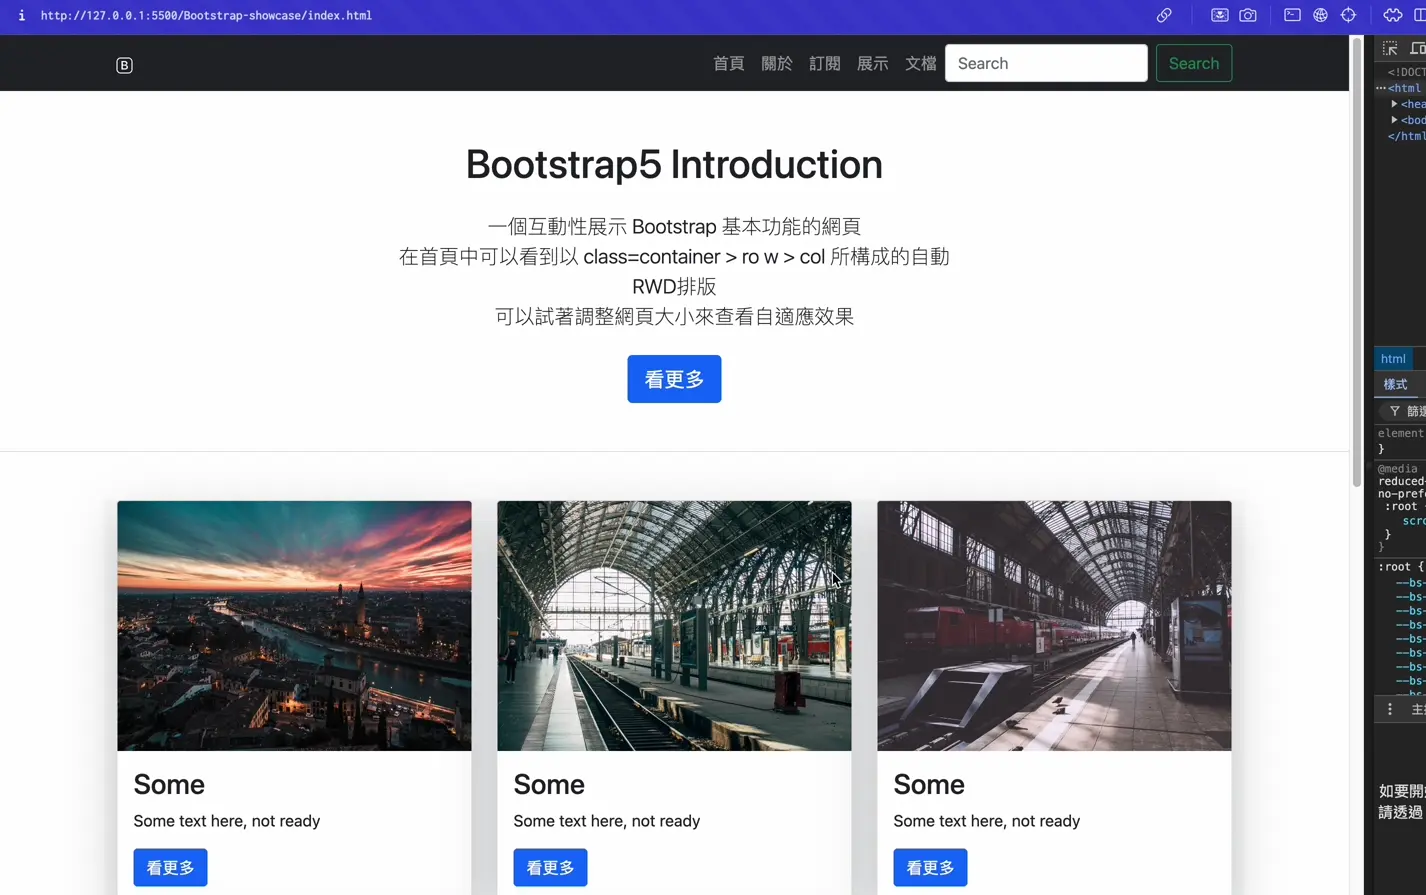 http://127.0.0.1:5500/Bootstrap-showcase/index.html
B
首頁 關於 訂閱 展示 文檔 Search Search
Bootstrap5 Introduction
一個互動性展示 Bootstrap 基本功能的網頁
在首頁中可以看到以 class=container > ro w > col 所構成的自動
RWD排版
可以試著調整網頁大小來查看自適應效果
看更多
Some
Some text here, not ready
看更多
Some
Some text here, not ready
看更多
Some
Some text here, not ready
看更多
<!DOCT
<html
<hea
<bod
</html
html
樣式
篩選
element
}
@media
reduced-
no-prefe
:root
scro
}
}
:root {
--bs-
--bs-
--bs-
--bs-
--bs-
--bs-
--bs-
--bs-
主
如要開
請透過